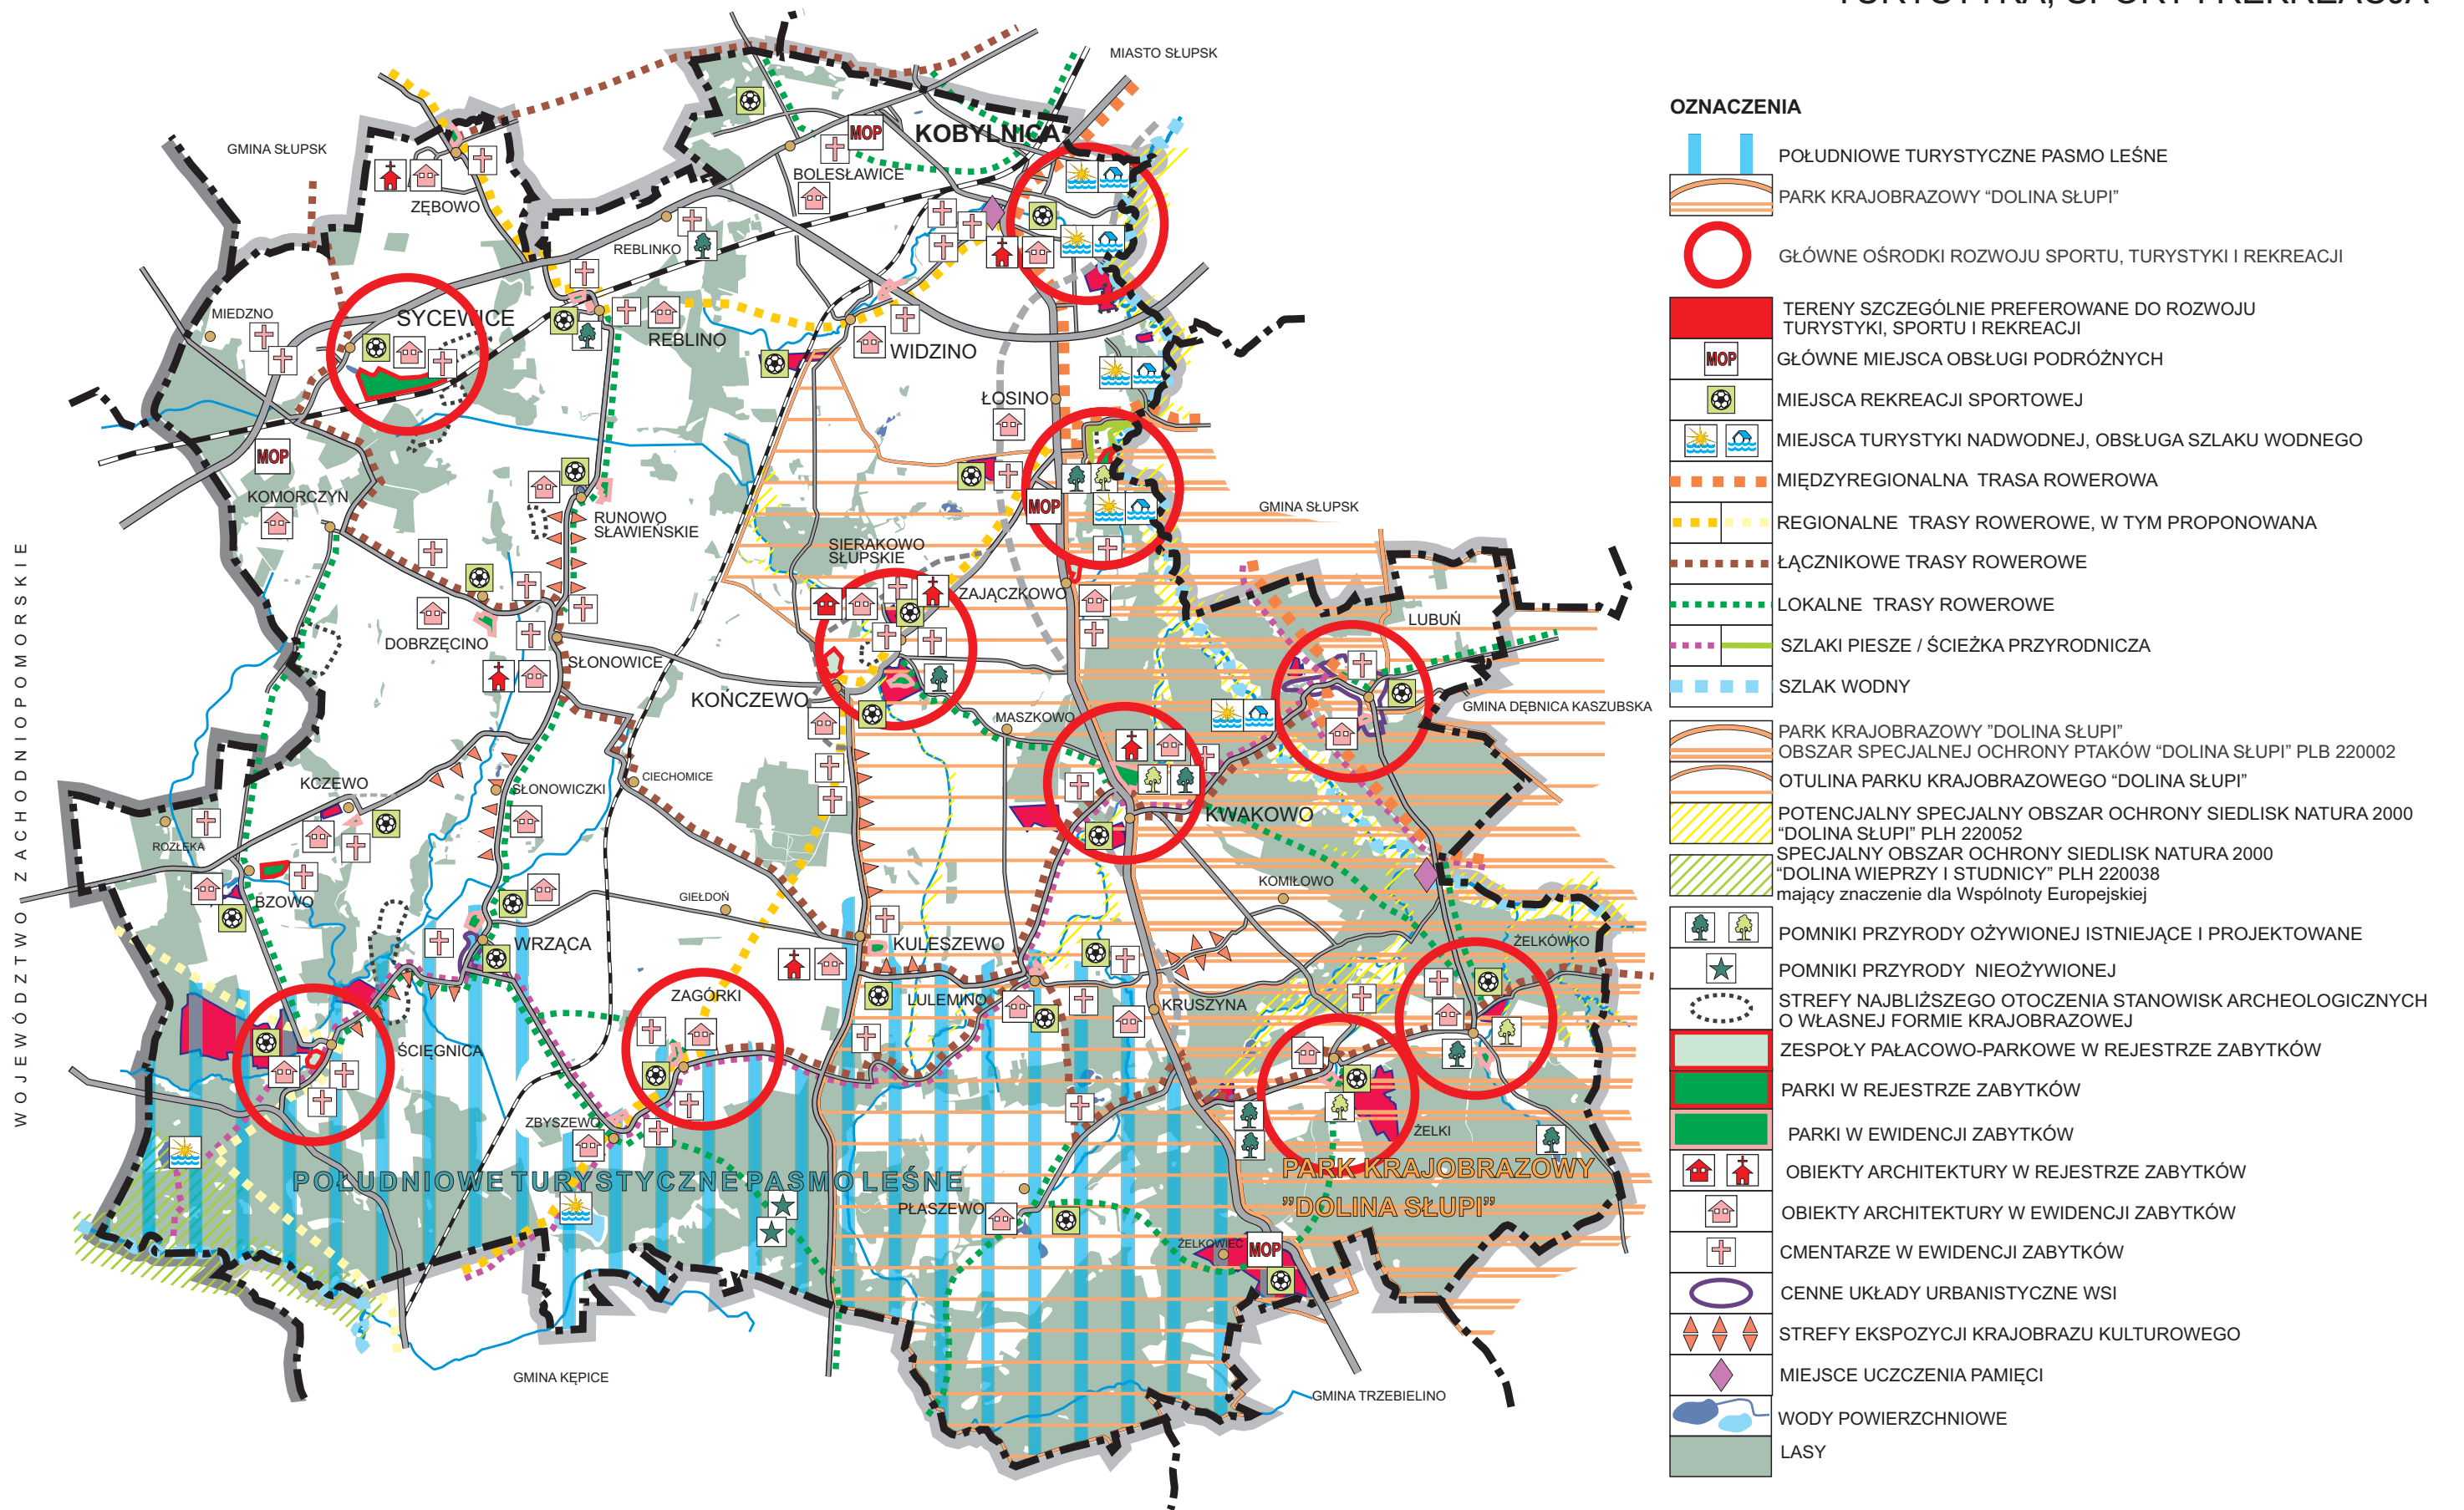 TURYSTYKA, SPORT I REKREACJA
MIASTO SŁUPSK
GMINA SŁUPSK
MOP
KOBYLNICA
BOLESŁAWICE
ZĘBOWO
REBLINKO
MIEDZNO
SYCEWICE
REBLINO
WIDZINO
ŁOSINO
MOP
KOMORCZYN
MOP
GMINA SŁUPSK
RUNOWO
SŁAWIEŃSKIE
SIERAKOWO
SŁUPSKIE
ZAJĄCZKOWO
LUBUŃ
DOBRZĘCINO
SŁONOWICE
KOŃCZEWO
GMINA DĘBNICA KASZUBSKA
MASZKOWO
CIECHOMICE
KCZEWO
SŁONOWICZKI
KWAKOWO
ROZŁĘKA
KOMIŁOWO
GIEŁDOŃ
BZOWO
WRZĄCA
KULESZEWO
ŻELKÓWKO
ZAGÓRKI
LULEMINO
KRUSZYNA
ŚCIĘGNICA
ZBYSZEWO
ŻELKI
POŁUDNIOWE TURYSTYCZNE PASMO LEŚNE
PARK KRAJOBRAZOWY
"DOLINA SŁUPI"
PŁASZEWO
ŻELKOWIEC
MOP
GMINA KĘPICE
GMINA TRZEBIELINO
WOJEWÓDZTWO ZACHODNIOPOMORSKIE
OZNACZENIA
POŁUDNIOWE TURYSTYCZNE PASMO LEŚNE
PARK KRAJOBRAZOWY “DOLINA SŁUPI”
GŁÓWNE OŚRODKI ROZWOJU SPORTU, TURYSTYKI I REKREACJI
TERENY SZCZEGÓLNIE PREFEROWANE DO ROZWOJU
TURYSTYKI, SPORTU I REKREACJI
MOP GŁÓWNE MIEJSCA OBSŁUGI PODRÓŻNYCH
MIEJSCA REKREACJI SPORTOWEJ
MIEJSCA TURYSTYKI NADWODNEJ, OBSŁUGA SZLAKU WODNEGO
MIĘDZYREGIONALNA TRASA ROWEROWA
REGIONALNE TRASY ROWEROWE, W TYM PROPONOWANA
ŁĄCZNIKOWE TRASY ROWEROWE
LOKALNE TRASY ROWEROWE
SZLAKI PIESZE / ŚCIEŻKA PRZYRODNICZA
SZLAK WODNY
PARK KRAJOBRAZOWY ”DOLINA SŁUPI”
OBSZAR SPECJALNEJ OCHRONY PTAKÓW “DOLINA SŁUPI” PLB 220002
OTULINA PARKU KRAJOBRAZOWEGO “DOLINA SŁUPI”
POTENCJALNY SPECJALNY OBSZAR OCHRONY SIEDLISK NATURA 2000
“DOLINA SŁUPI” PLH 220052
SPECJALNY OBSZAR OCHRONY SIEDLISK NATURA 2000
“DOLINA WIEPRZY I STUDNICY” PLH 220038
mający znaczenie dla Wspólnoty Europejskiej
POMNIKI PRZYRODY OŻYWIONEJ ISTNIEJĄCE I PROJEKTOWANE
POMNIKI PRZYRODY NIEOŻYWIONEJ
STREFY NAJBLIŻSZEGO OTOCZENIA STANOWISK ARCHEOLOGICZNYCH
O WŁASNEJ FORMIE KRAJOBRAZOWEJ
ZESPOŁY PAŁACOWO-PARKOWE W REJESTRZE ZABYTKÓW
PARKI W REJESTRZE ZABYTKÓW
PARKI W EWIDENCJI ZABYTKÓW
OBIEKTY ARCHITEKTURY W REJESTRZE ZABYTKÓW
OBIEKTY ARCHITEKTURY W EWIDENCJI ZABYTKÓW
CMENTARZE W EWIDENCJI ZABYTKÓW
CENNE UKŁADY URBANISTYCZNE WSI
STREFY EKSPOZYCJI KRAJOBRAZU KULTUROWEGO
MIEJSCE UCZCZENIA PAMIĘCI
WODY POWIERZCHNIOWE
LASY